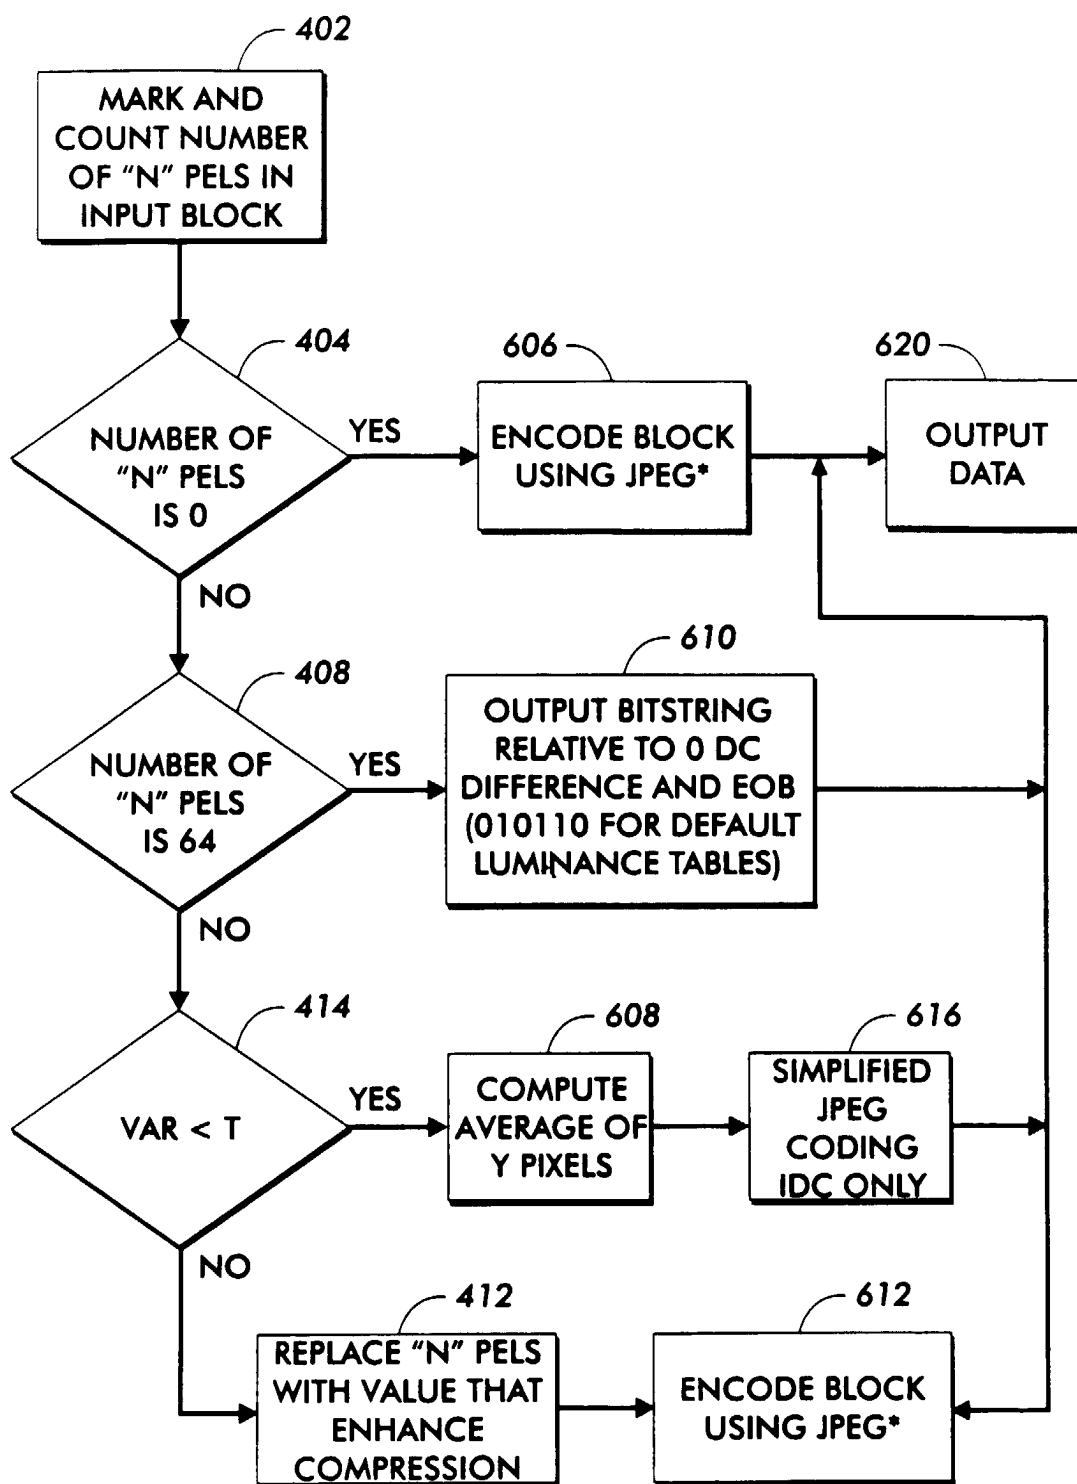 402
MARK AND
COUNT NUMBER
OF "N" PELS IN
INPUT BLOCK
404
NUMBER OF
"N" PELS
IS 0
YES
NO
606
ENCODE BLOCK
USING JPEG*
620
OUTPUT
DATA
408
NUMBER OF
"N" PELS
IS 64
YES
NO
610
OUTPUT BITSTRING
RELATIVE TO 0 DC
DIFFERENCE AND EOB
(010110 FOR DEFAULT
LUMINANCE TABLES)
414
VAR < T
YES
NO
608
COMPUTE
AVERAGE OF
Y PIXELS
616
SIMPLIFIED
JPEG
CODING
IDC ONLY
412
REPLACE "N" PELS
WITH VALUE THAT
ENHANCE
COMPRESSION
612
ENCODE BLOCK
USING JPEG*